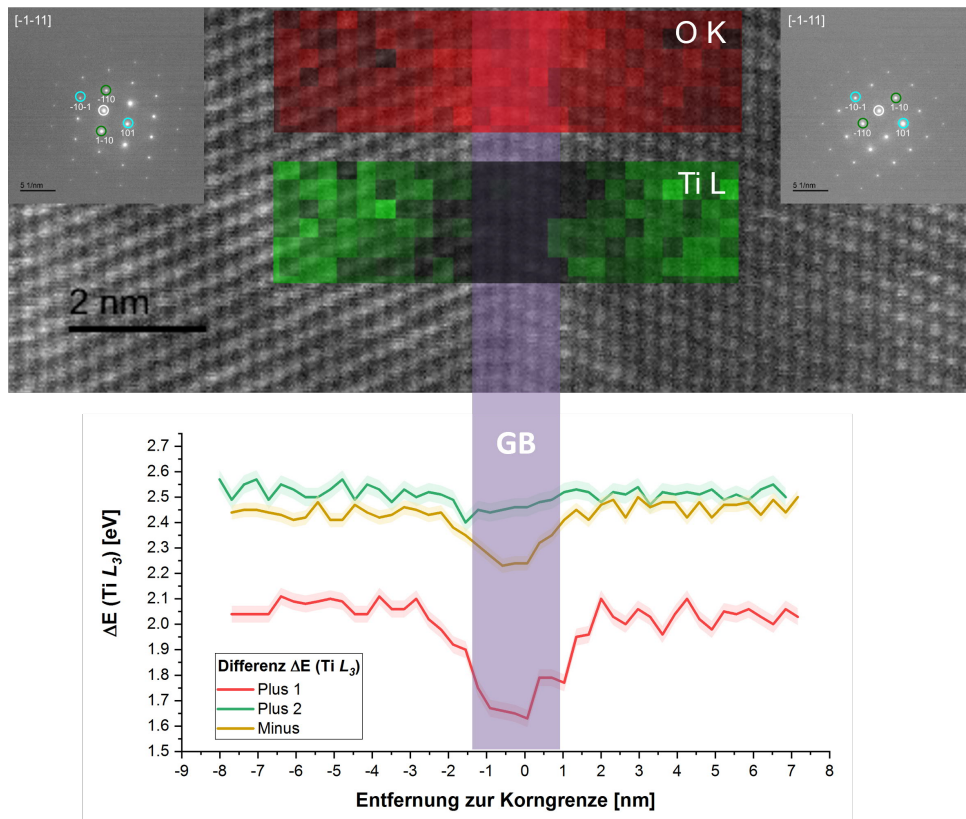 [-1-11]
-10-1
-110
101
1-10
5 1/nm
O K
Ti L
2 nm
[-1-11]
-10-1
1-10
-110
101
5 1/nm
GB
2.7
2.6
2.5
2.4
2.3
2.2
2.1
2.0
1.9
1.8
1.7
1.6
1.5
ΔE (Ti L3) [eV]
Differenz ΔE (Ti L3)
Plus 1
Plus 2
Minus
-9 -8 -7 -6 -5 -4 -3 -2 -1 0 1 2 3 4 5 6 7 8
Entfernung zur Korngrenze [nm]